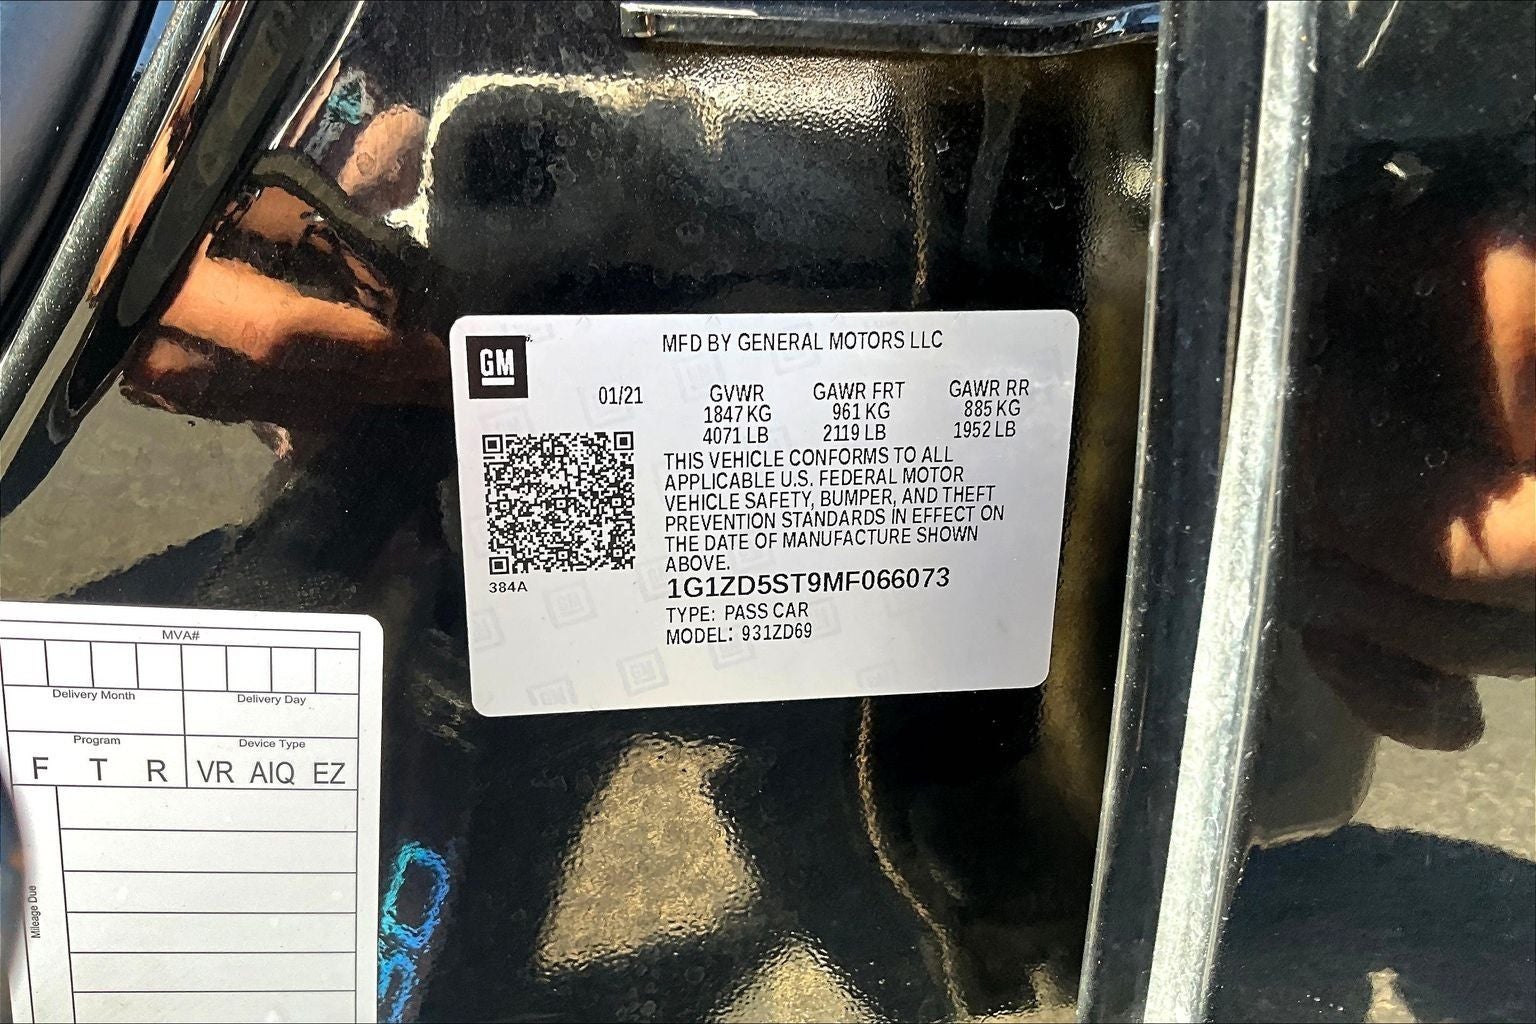 GM
MFD BY GENERAL MOTORS LLC
01/21
GVWR GAWR FRT GAWR RR
1847 KG 961 KG 885 KG
4071 LB 2119 LB 1952 LB
THIS VEHICLE CONFORMS TO ALL
APPLICABLE U.S. FEDERAL MOTOR
VEHICLE SAFETY, BUMPER, AND THEFT
PREVENTION STANDARDS IN EFFECT ON
THE DATE OF MANUFACTURE SHOWN
ABOVE.
384A
1G1ZD5ST9MF066073
TYPE: PASS CAR
MODEL: 931ZD69
MVA#
Delivery Month Delivery Day
Program Device Type
F T R VR AIQ EZ
Mileage Due